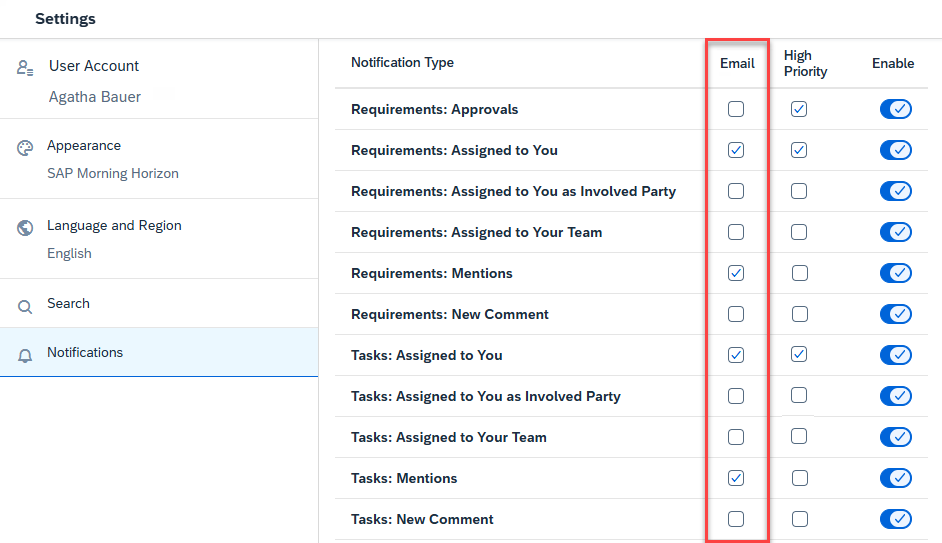 Settings
User Account
Agatha Bauer
Appearance
SAP Morning Horizon
Language and Region
English
Search
Notifications
Notification Type
Email
High
Priority
Enable
Requirements: Approvals
Requirements: Assigned to You
Requirements: Assigned to You as Involved Party
Requirements: Assigned to Your Team
Requirements: Mentions
Requirements: New Comment
Tasks: Assigned to You
Tasks: Assigned to You as Involved Party
Tasks: Assigned to Your Team
Tasks: Mentions
Tasks: New Comment